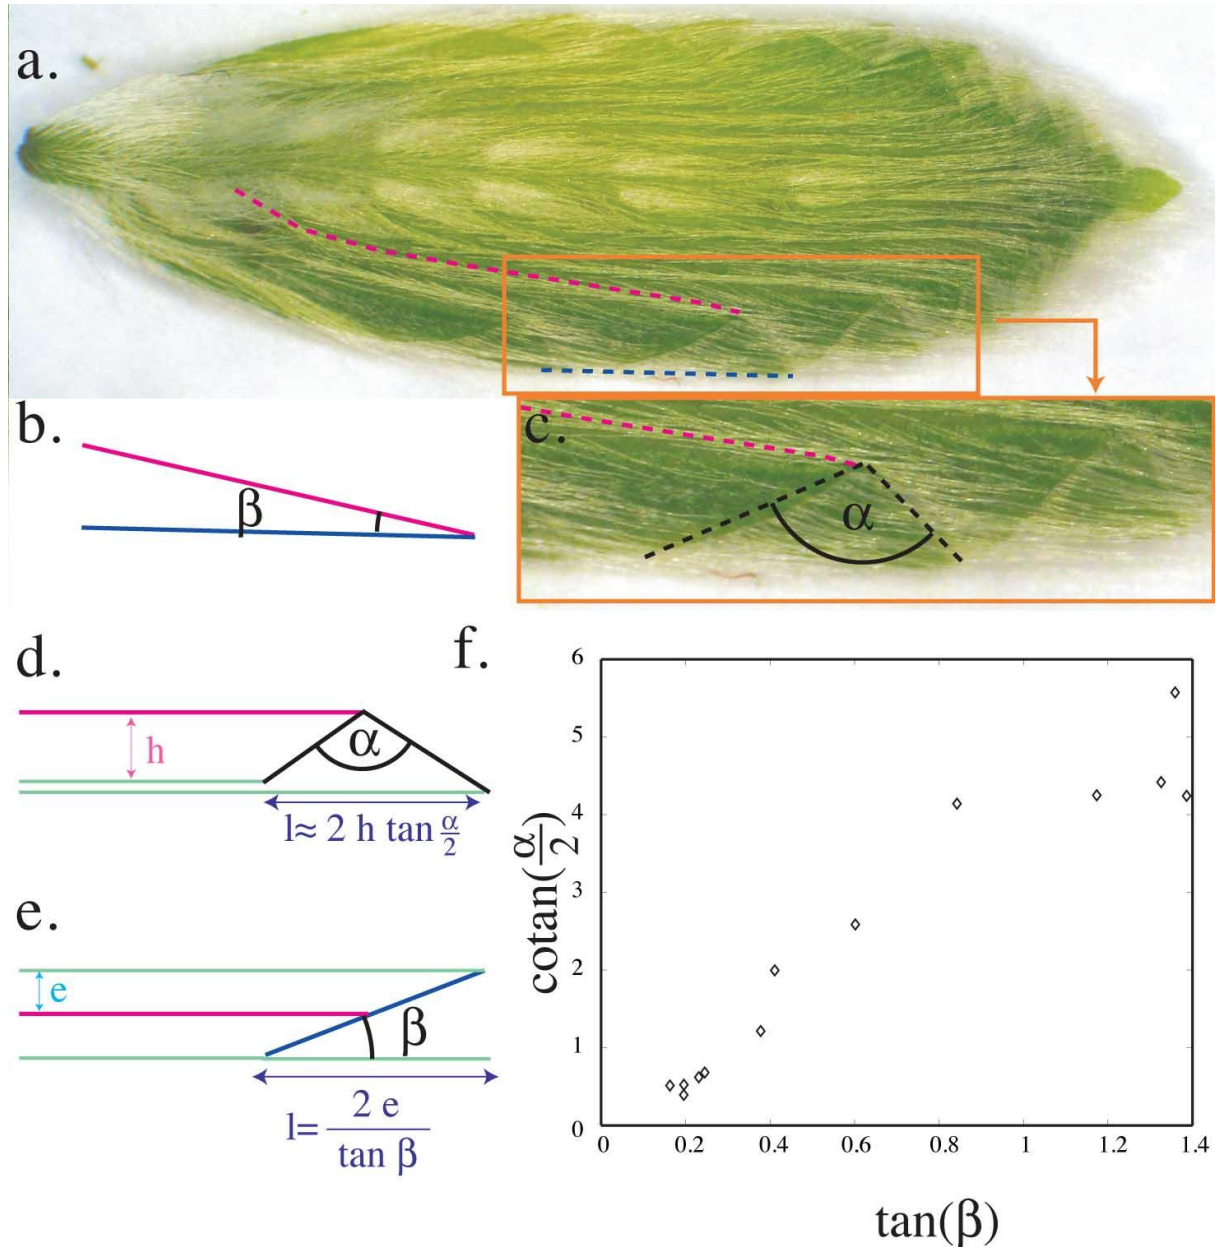 a.
b.
β
c.
α
d.
h
α
l≈ 2 h tan α/2
e.
e
β
l= 2 e / tan β
f.
6
5
4
3
2
1
0
0 0.2 0.4 0.6 0.8 1 1.2 1.4
cotan(α/2)
tan(β)